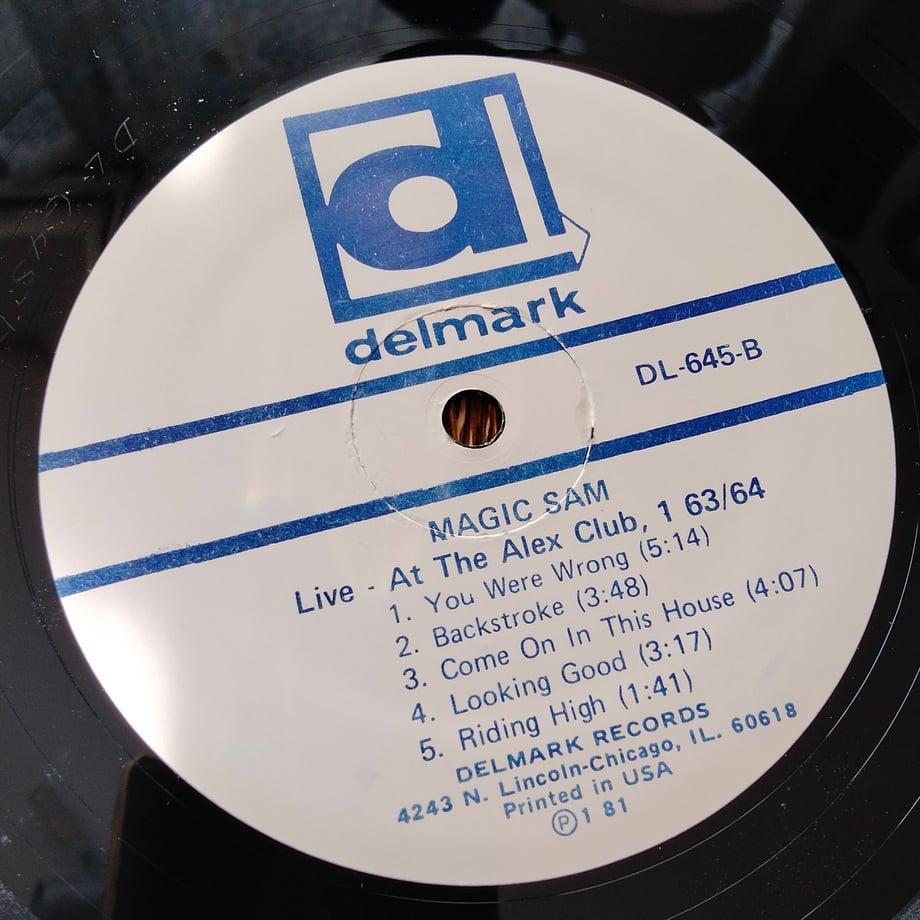 dl
delmark
DL-645-B
MAGIC SAM
Live - At The Alex Club, 1 63/64
1. You Were Wrong (5:14)
2. Backstroke (3:48)
3. Come On In This House (4:07)
4. Looking Good (3:17)
5. Riding High (1:41)
DELMARK RECORDS
4243 N. Lincoln-Chicago, IL. 60618
Printed in USA
Ⓟ1 81